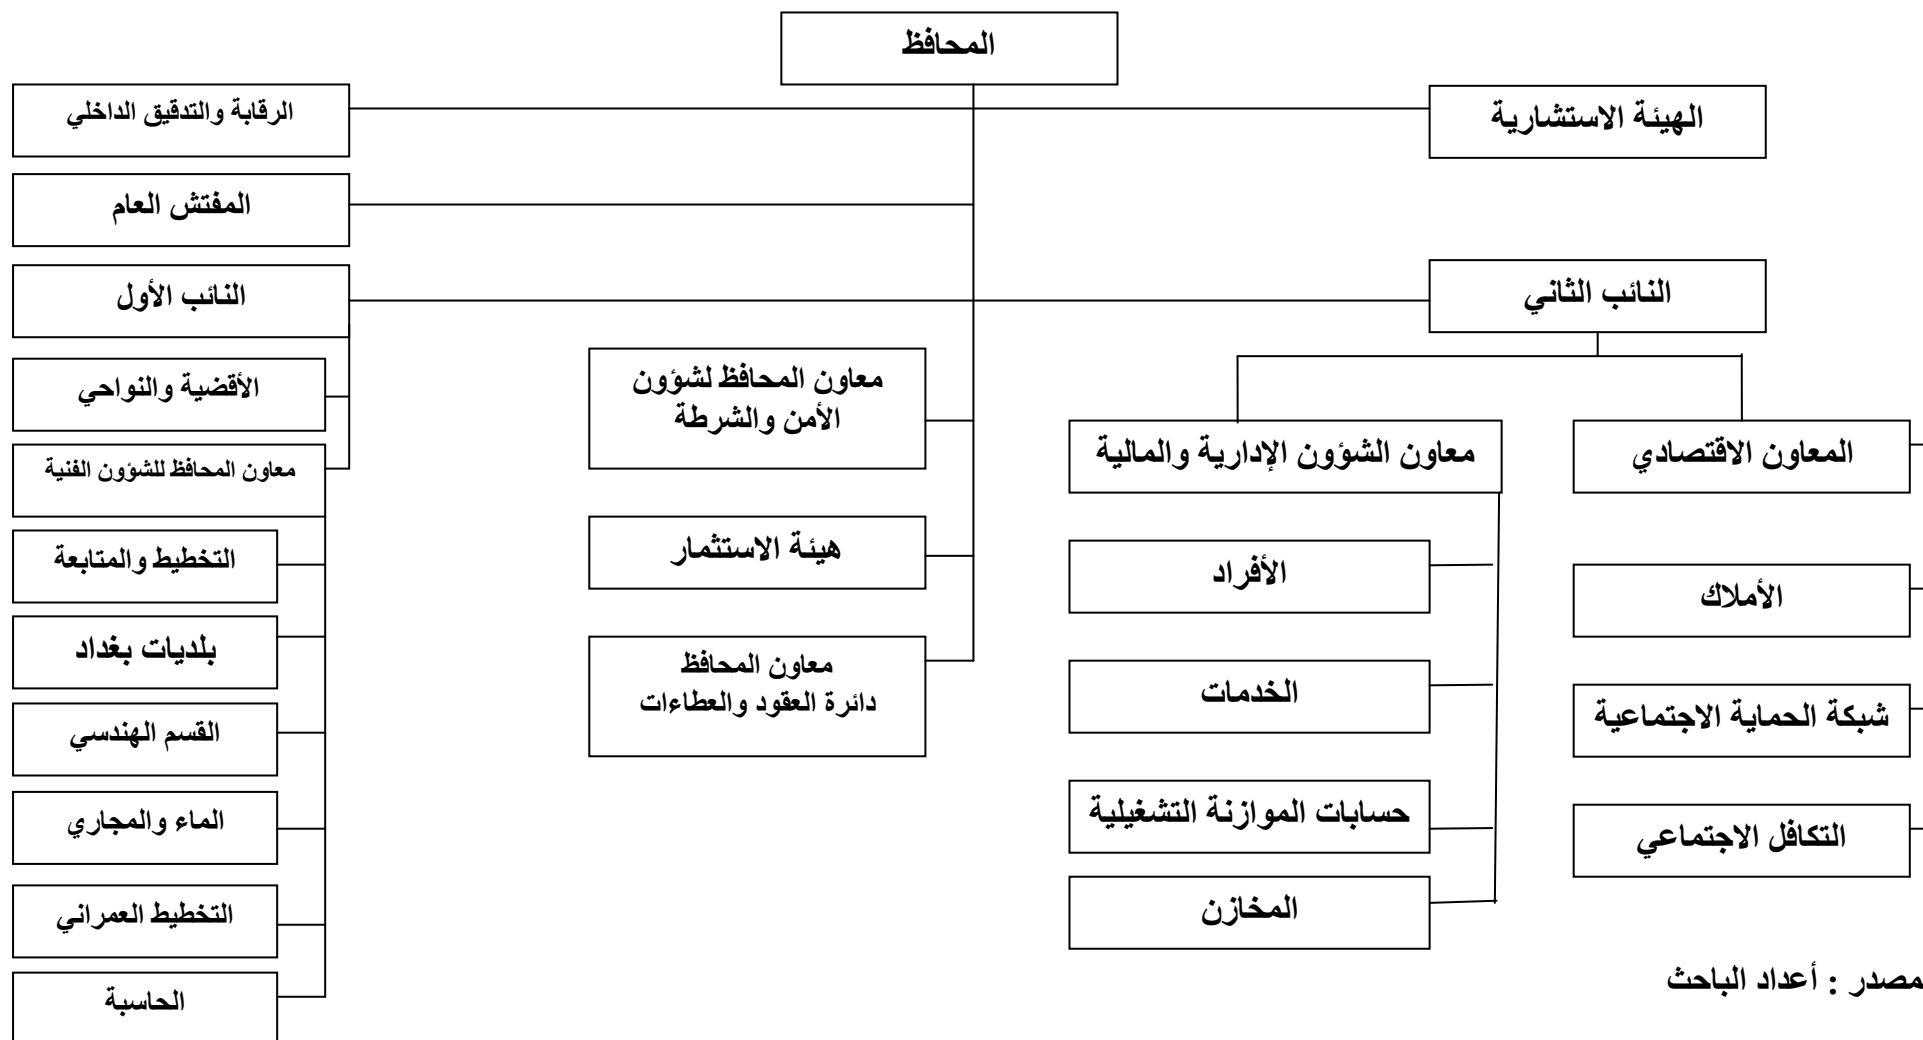 المحافظ
الهيئة الاستشارية
الرقابة والتدقيق الداخلي
المفتش العام
النائب الثاني
النائب الأول
معاون المحافظ لشؤون
الأمن والشرطة
الأقضية والنواحي
المعاون الاقتصادي
معاون الشؤون الإدارية والمالية
معاون المحافظ للشؤون الفنية
هيئة الاستثمار
الأفراد
التخطيط والمتابعة
الأملاك
بلديات بغداد
معاون المحافظ
دائرة العقود والعطاءات
الخدمات
شبكة الحماية الاجتماعية
القسم الهندسي
حسابات الموازنة التشغيلية
الماء والمجاري
التكافل الاجتماعي
المخازن
التخطيط العمراني
مصدر : أعداد الباحث
الحاسبة